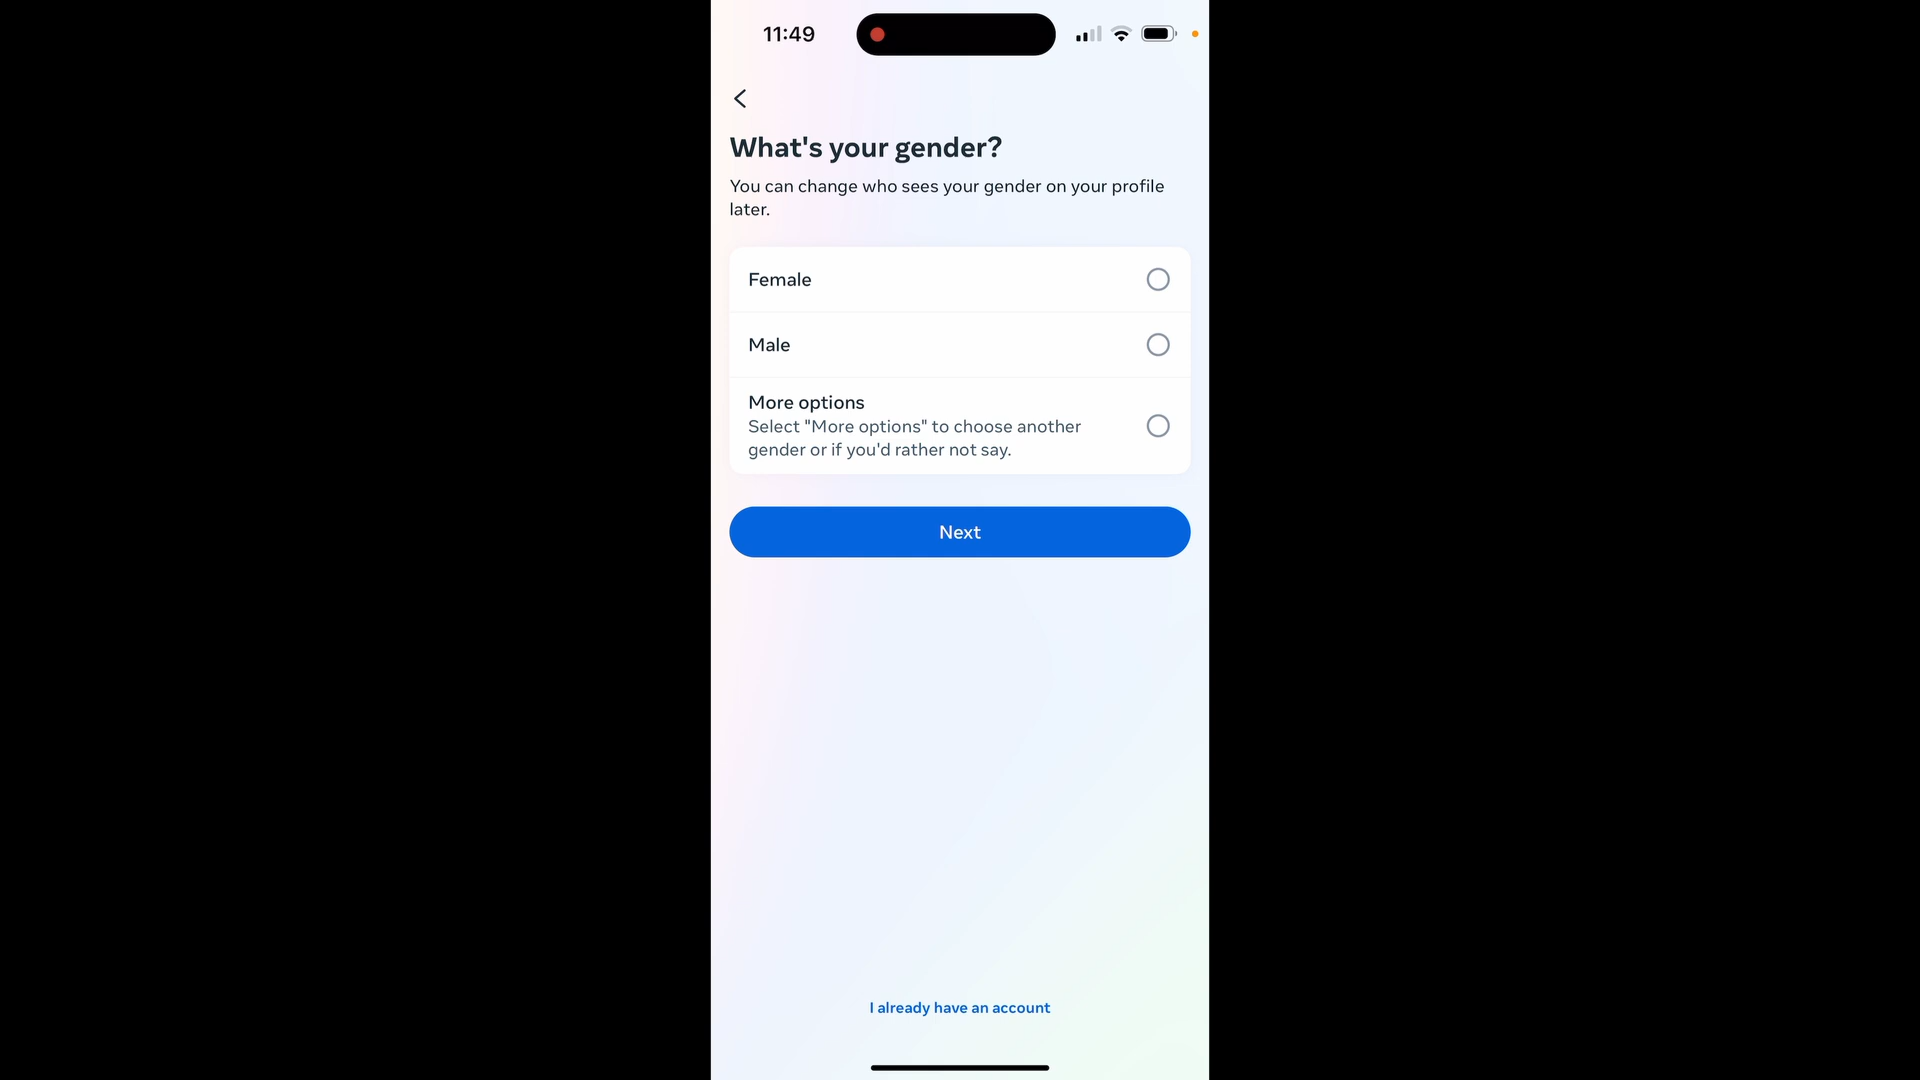 11:49
What's your gender?
You can change who sees your gender on your profile
later.
Female
Male
More options
Select "More options" to choose another
gender or if you'd rather not say.
Next
I already have an account